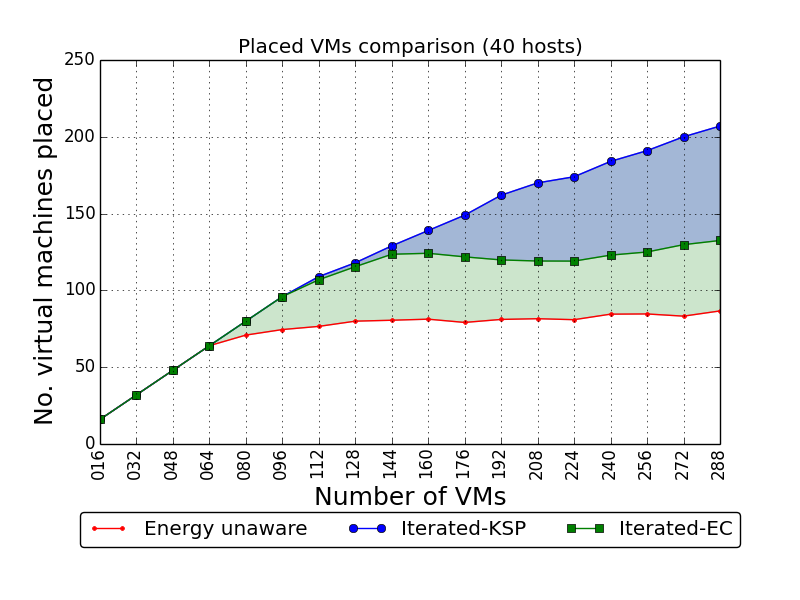 Placed VMs comparison (40 hosts)
No. virtual machines placed
250
200
150
100
50
0
016 032 048 064 080 096 112 128 144 160 176 192 208 224 240 256 272 288
Number of VMs
Energy unaware Iterated-KSP Iterated-EC